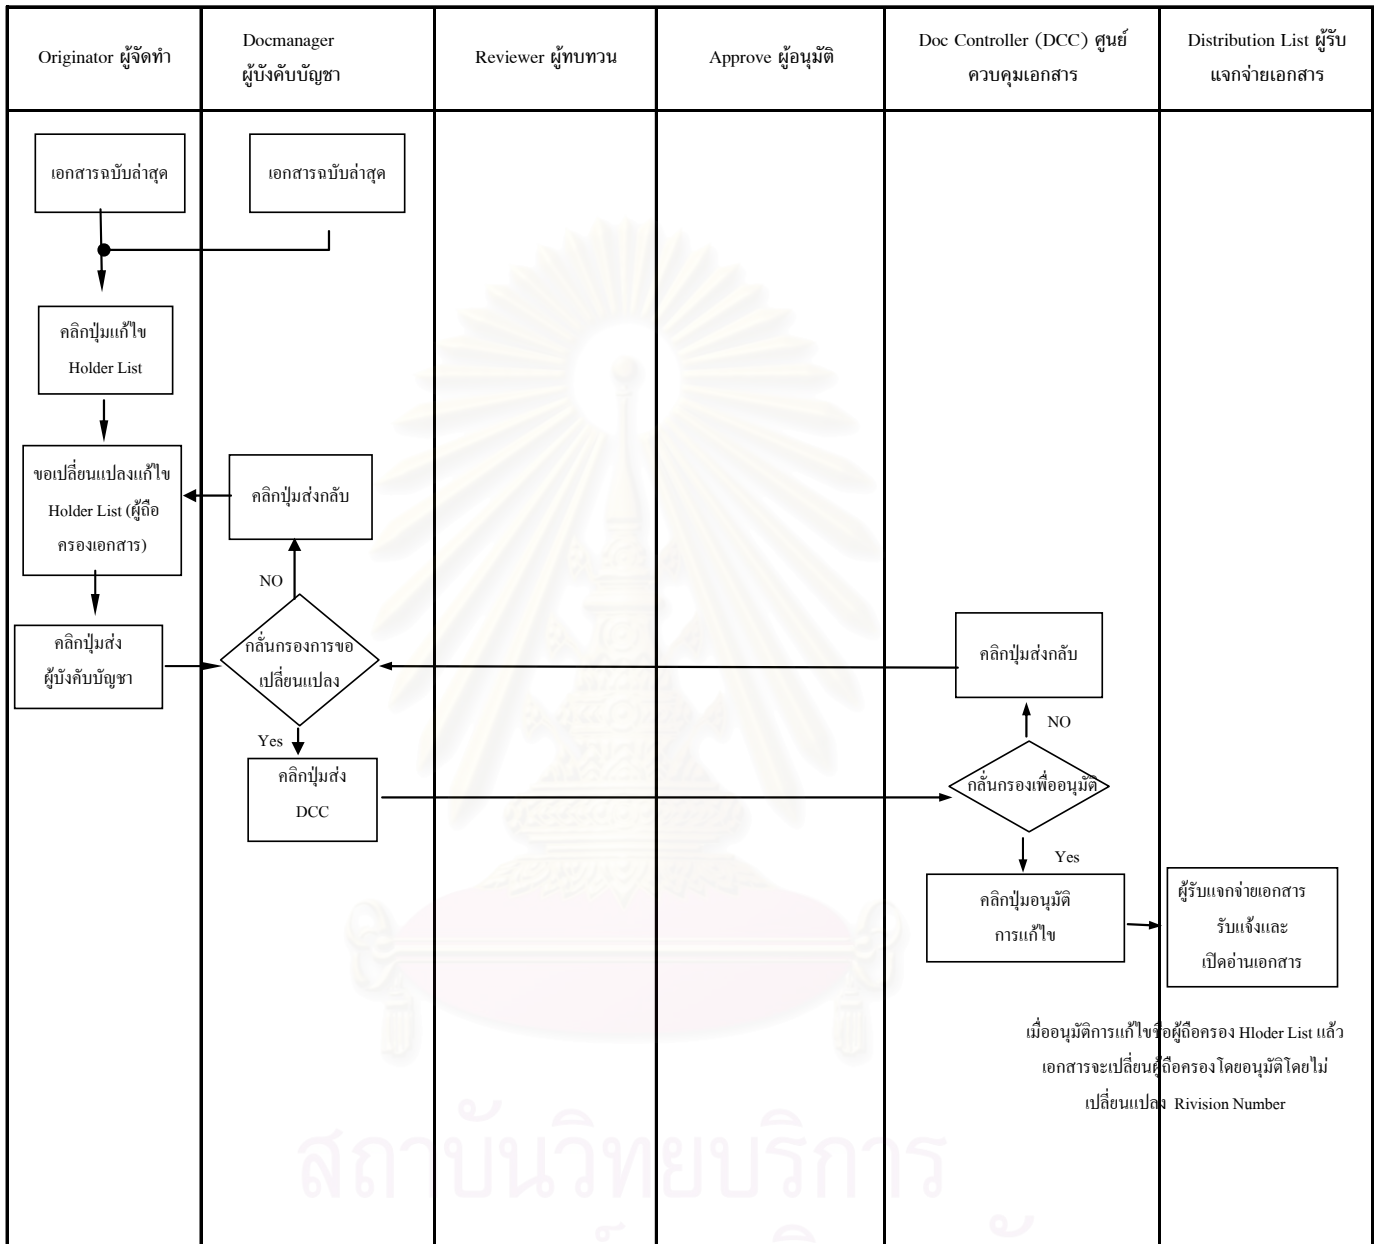 Originator ผู้จัดทำ
Docmanager
ผู้บังคับบัญชา
Reviewer ผู้ทบทวน
Approve ผู้อนุมัติ
Doc Controller (DCC) ศูนย์
ควบคุมเอกสาร
Distribution List ผู้รับ
แจกจ่ายเอกสาร
เอกสารฉบับล่าสุด
เอกสารฉบับล่าสุด
คลิกปุ่มแก้ไข
Holder List
ขอเปลี่ยนแปลงแก้ไข
Holder List (ผู้ถือ
ครองเอกสาร)
คลิกปุ่มส่งกลับ
NO
คลิกปุ่มส่ง
ผู้บังคับบัญชา
กลั่นกรองการขอ
เปลี่ยนแปลง
คลิกปุ่มส่งกลับ
NO
Yes
คลิกปุ่มส่ง
DCC
กลั่นกรองเพื่ออนุมัติ
Yes
คลิกปุ่มอนุมัติ
การแก้ไข
ผู้รับแจกจ่ายเอกสาร
รับแจ้งและ
เปิดอ่านเอกสาร
เมื่ออนุมัติการแก้ไขชื่อผู้ถือครอง Hloder List แล้ว
เอกสารจะเปลี่ยนผู้ถือครองโดยอนุมัติโดยไม่
เปลี่ยนแปลง Rivision Number
สถาบันวิทยบริการ